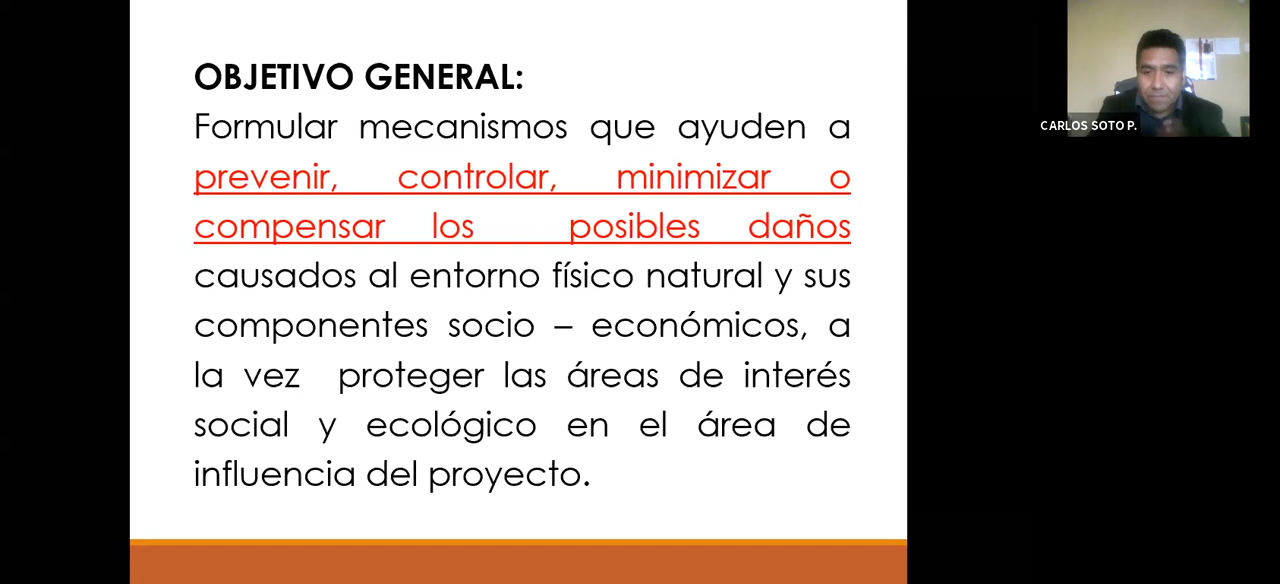 OBJETIVO GENERAL:
Formular mecanismos que ayuden a
prevenir, controlar, minimizar o
compensar los posibles daños
causados al entorno físico natural y sus
componentes socio – económicos, a
la vez proteger las áreas de interés
social y ecológico en el área de
influencia del proyecto.
CARLOS SOTO P.